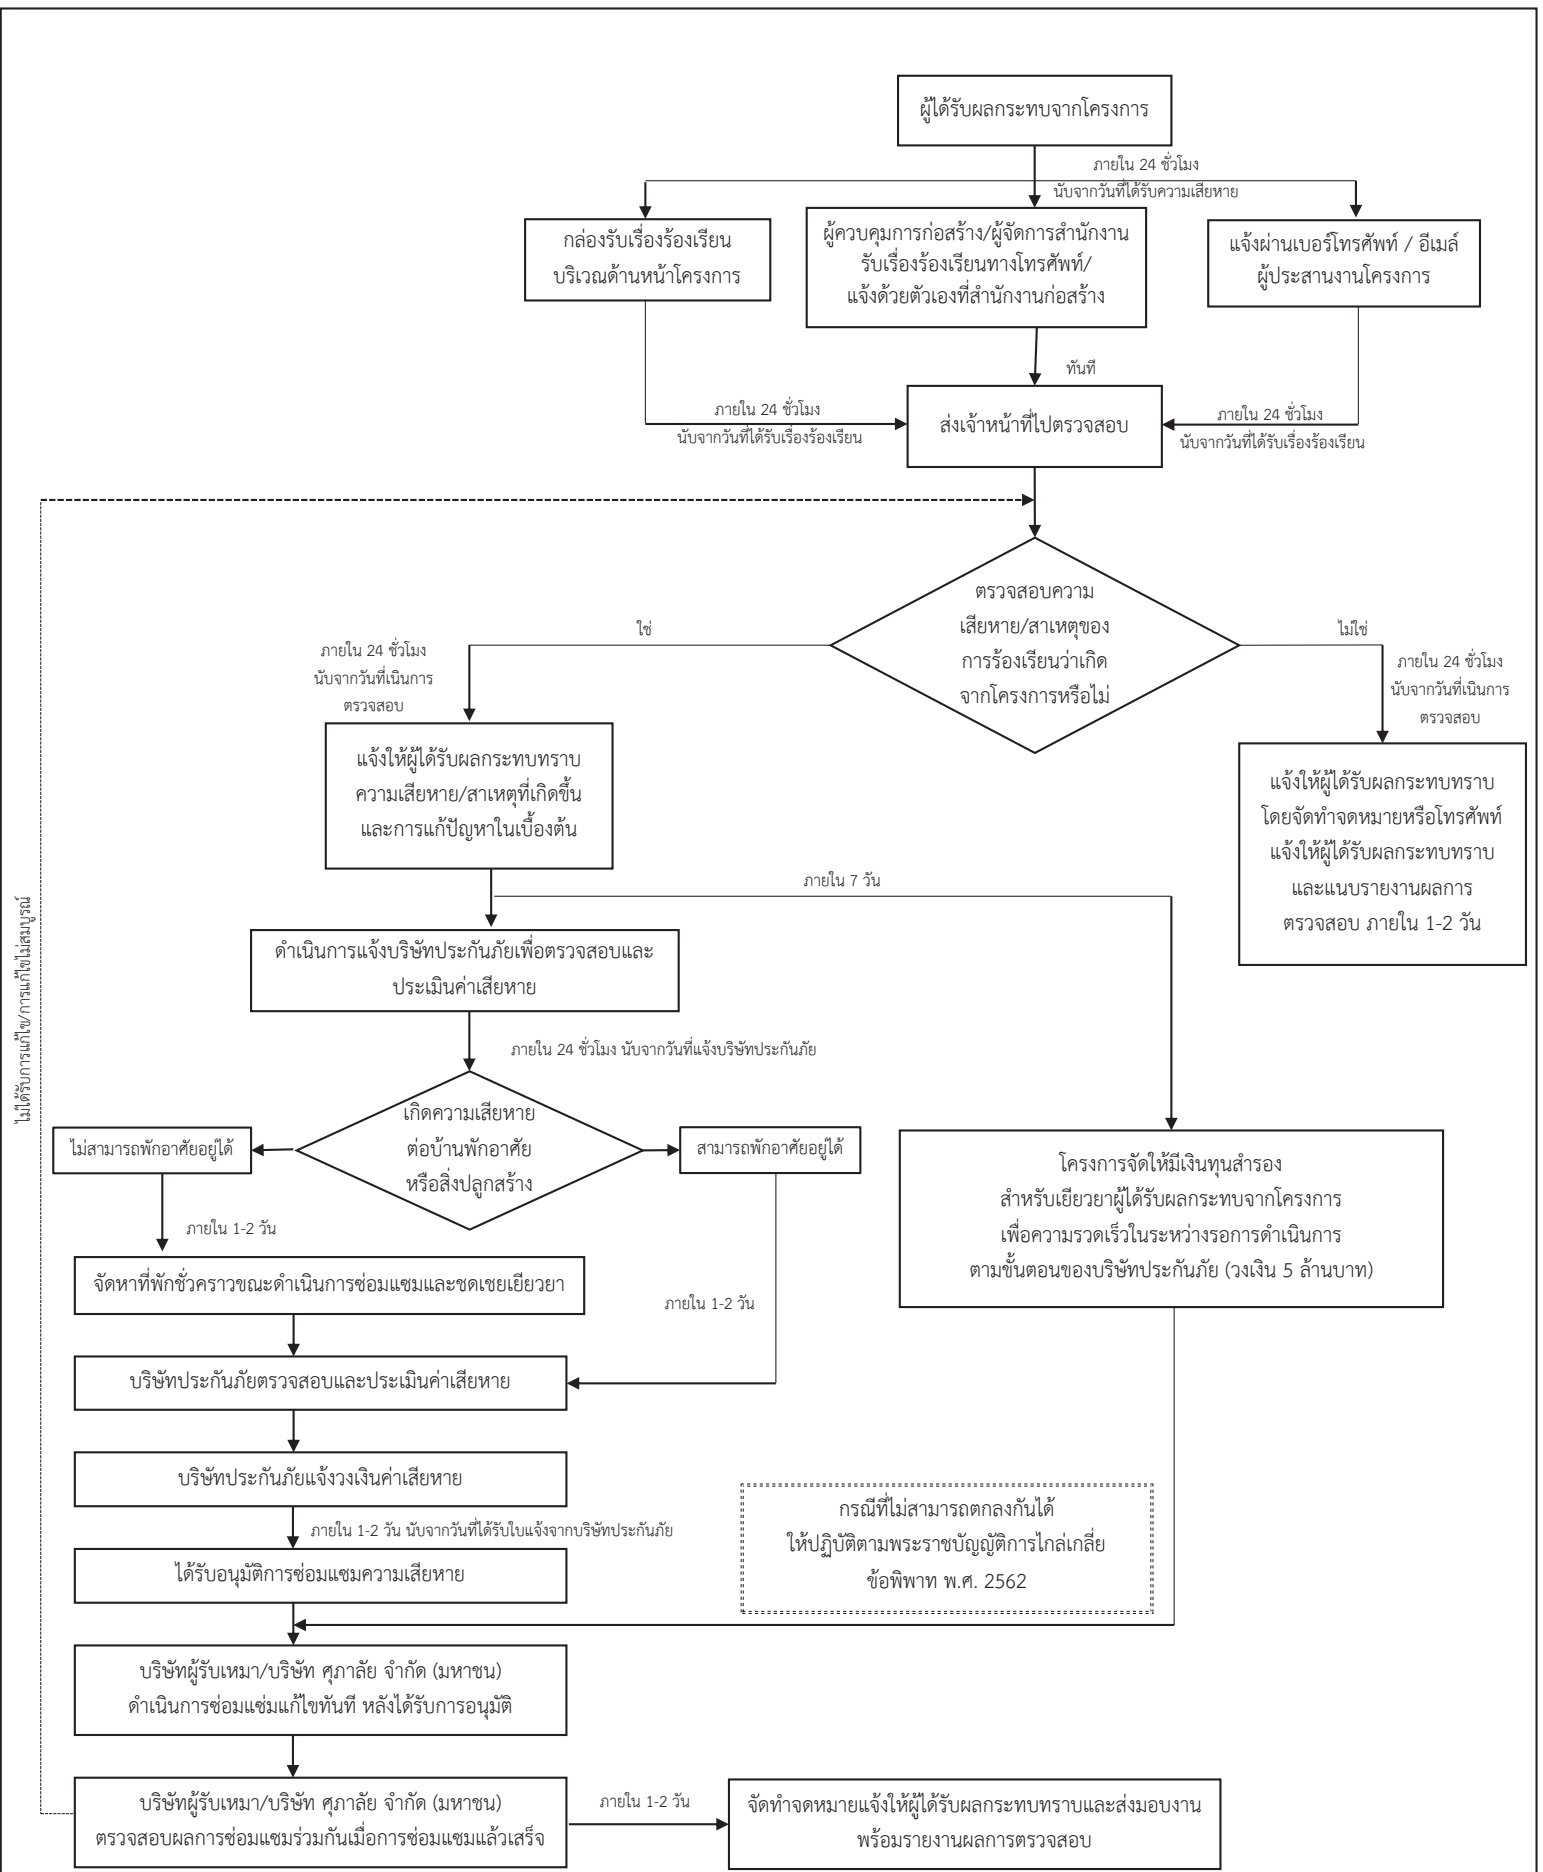 ผู้ได้รับผลกระทบจากโครงการ
ภายใน 24 ชั่วโมง
นับจากวันที่ได้รับความเสียหาย
กล่องรับเรื่องร้องเรียน
บริเวณด้านหน้าโครงการ
ผู้ควบคุมการก่อสร้าง/ผู้จัดการสำนักงาน
รับเรื่องร้องเรียนทางโทรศัพท์/
แจ้งด้วยตัวเองที่สำนักงานก่อสร้าง
แจ้งผ่านเบอร์โทรศัพท์ / อีเมล์
ผู้ประสานงานโครงการ
ทันที
ภายใน 24 ชั่วโมง
นับจากวันที่ได้รับเรื่องร้องเรียน
ส่งเจ้าหน้าที่ไปตรวจสอบ
ภายใน 24 ชั่วโมง
นับจากวันที่ได้รับเรื่องร้องเรียน
ตรวจสอบความ
เสียหาย/สาเหตุของ
การร้องเรียนว่าเกิด
จากโครงการหรือไม่
ใช่
ภายใน 24 ชั่วโมง
นับจากวันที่เนินการ
ตรวจสอบ
ไม่ใช่
ภายใน 24 ชั่วโมง
นับจากวันที่เนินการ
ตรวจสอบ
แจ้งให้ผู้ได้รับผลกระทบทราบ
ความเสียหาย/สาเหตุที่เกิดขึ้น
และการแก้ปัญหาในเบื้องต้น
แจ้งให้ผู้ได้รับผลกระทบทราบ
โดยจัดทำจดหมายหรือโทรศัพท์
แจ้งให้ผู้ได้รับผลกระทบทราบ
และแนบรายงานผลการ
ตรวจสอบ ภายใน 1-2 วัน
ภายใน 7 วัน
ดำเนินการแจ้งบริษัทประกันภัยเพื่อตรวจสอบและ
ประเมินค่าเสียหาย
ภายใน 24 ชั่วโมง นับจากวันที่แจ้งบริษัทประกันภัย
เกิดความเสียหาย
ต่อบ้านพักอาศัย
หรือสิ่งปลูกสร้าง
ไม่สามารถพักอาศัยอยู่ได้
สามารถพักอาศัยอยู่ได้
โครงการจัดให้มีเงินทุนสำรอง
สำหรับเยียวยาผู้ได้รับผลกระทบจากโครงการ
เพื่อความรวดเร็วในระหว่างรอการดำเนินการ
ตามขั้นตอนของบริษัทประกันภัย (วงเงิน 5 ล้านบาท)
ภายใน 1-2 วัน
จัดหาที่พักชั่วคราวขณะดำเนินการซ่อมแซมและชดเชยเยียวยา
ภายใน 1-2 วัน
บริษัทประกันภัยตรวจสอบและประเมินค่าเสียหาย
บริษัทประกันภัยแจ้งวงเงินค่าเสียหาย
ภายใน 1-2 วัน นับจากวันที่ได้รับใบแจ้งจากบริษัทประกันภัย
กรณีที่ไม่สามารถตกลงกันได้
ให้ปฏิบัติตามพระราชบัญญัติการไกล่เกลี่ย
ข้อพิพาท พ.ศ. 2562
ได้รับอนุมัติการซ่อมแซมความเสียหาย
บริษัทผู้รับเหมา/บริษัท ศุภาลัย จำกัด (มหาชน)
ดำเนินการซ่อมแซ่มแก้ไขทันที หลังได้รับการอนุมัติ
บริษัทผู้รับเหมา/บริษัท ศุภาลัย จำกัด (มหาชน)
ตรวจสอบผลการซ่อมแซมร่วมกันเมื่อการซ่อมแซมแล้วเสร็จ
ภายใน 1-2 วัน
จัดทำจดหมายแจ้งให้ผู้ได้รับผลกระทบทราบและส่งมอบงาน
พร้อมรายงานผลการตรวจสอบ
ไม่ได้รับการแก้ไข/การแก้ไขไม่สมบูรณ์